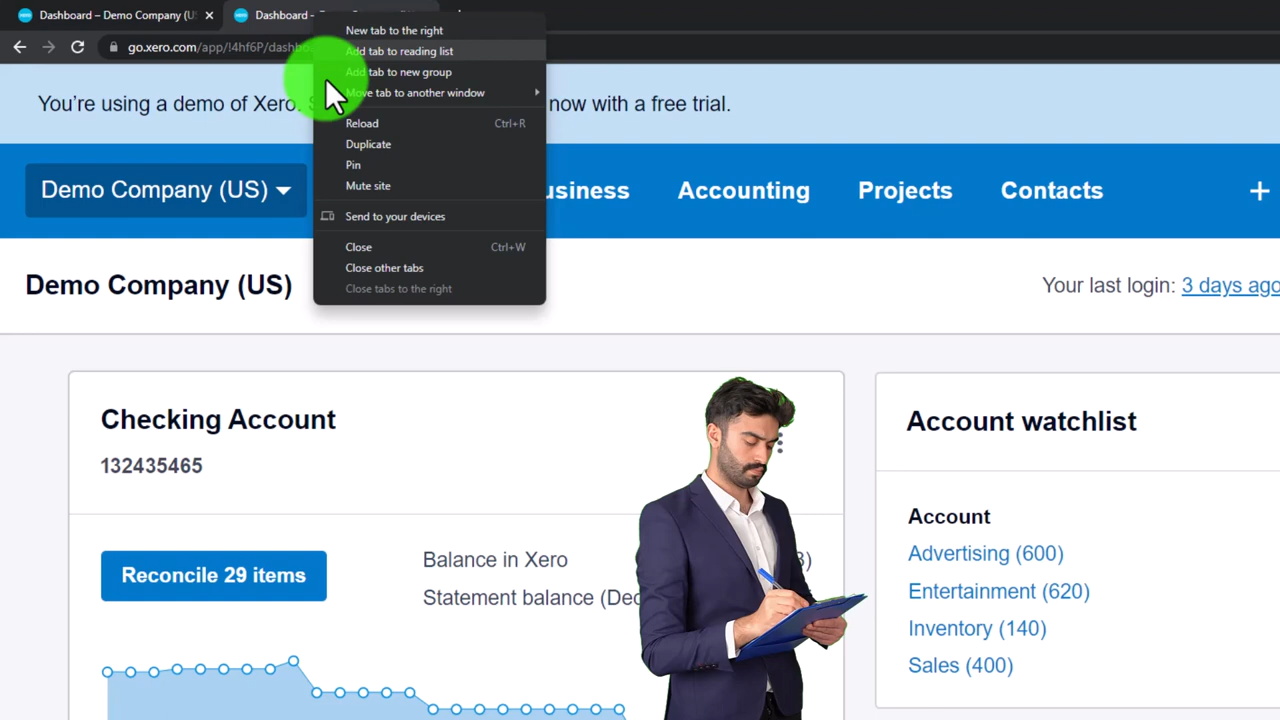 Dashboard – Demo Company (U
Dashboard –
go.xero.com/app/!4hf6P/dashbo
New tab to the right
Add tab to reading list
Add tab to new group
Move tab to another window
Reload Ctrl+R
Duplicate
Pin
Mute site
Send to your devices
Close Ctrl+W
Close other tabs
Close tabs to the right
You're using a demo of Xero. now with a free trial.
Demo Company (US)
usiness
Accounting
Projects
Contacts
Demo Company (US)
Your last login: 3 days ago
Checking Account
132435465
Reconcile 29 items
Balance in Xero
Statement balance (Dec
Account watchlist
Account
Advertising (600)
Entertainment (620)
Inventory (140)
Sales (400)